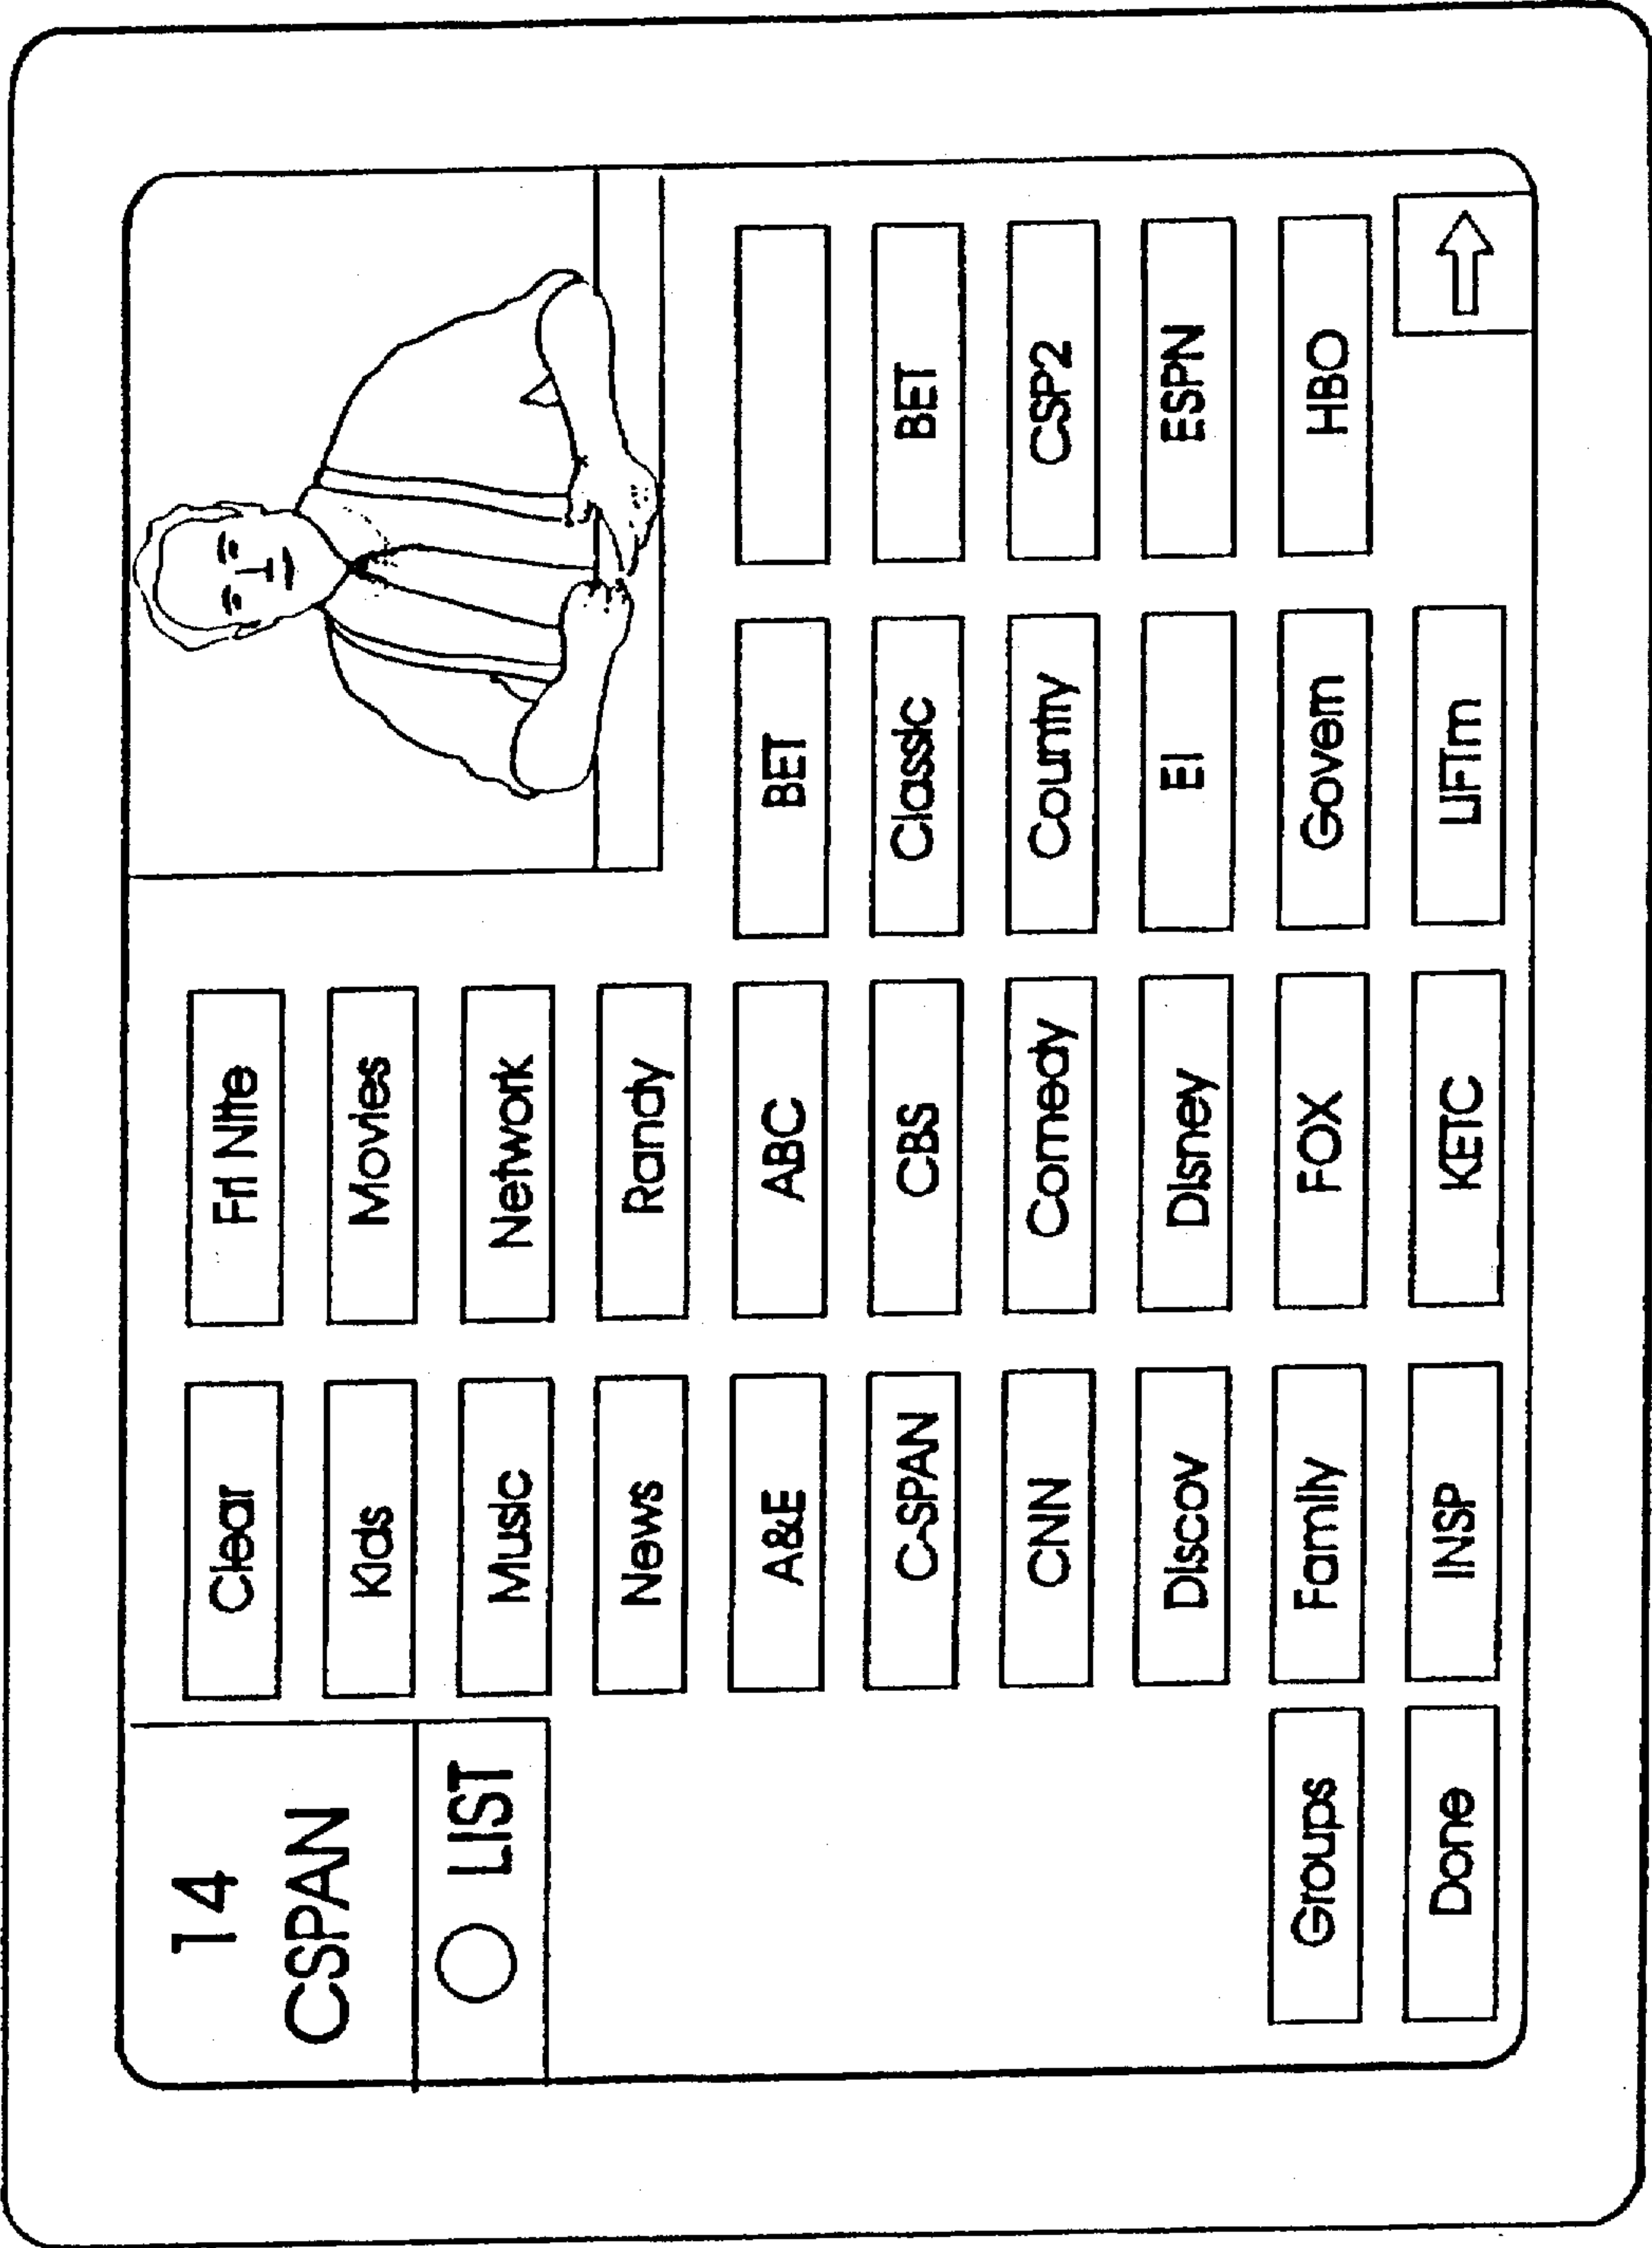 14
CSPAN
LIST
Clear Fri Nite
Kids Movies
Music Network
News Randy
A&E ABC BET
C-SPAN CBS Classic BET
CNN Comedy Country CSP2
Discov Disney E! ESPN
Groups Family FOX Govern HBO
Done INSP KETC LIFTm